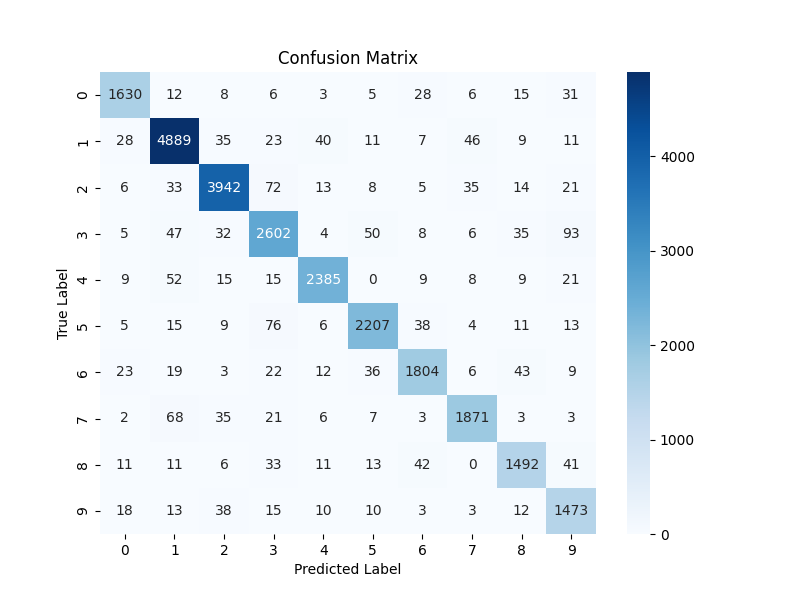 Confusion Matrix
0 1630 12 8 6 3 5 28 6 15 31
1 28 4889 35 23 40 11 7 46 9 11
4000
2 6 33 3942 72 13 8 5 35 14 21
3 5 47 32 2602 4 50 8 6 35 93
3000
True Label
4 9 52 15 15 2385 0 9 8 9 21
5 5 15 9 76 6 2207 38 4 11 13
2000
6 23 19 3 22 12 36 1804 6 43 9
7 2 68 35 21 6 7 3 1871 3 3
1000
8 11 11 6 33 11 13 42 0 1492 41
9 18 13 38 15 10 10 3 3 12 1473
0
0 1 2 3 4 5 6 7 8 9
Predicted Label